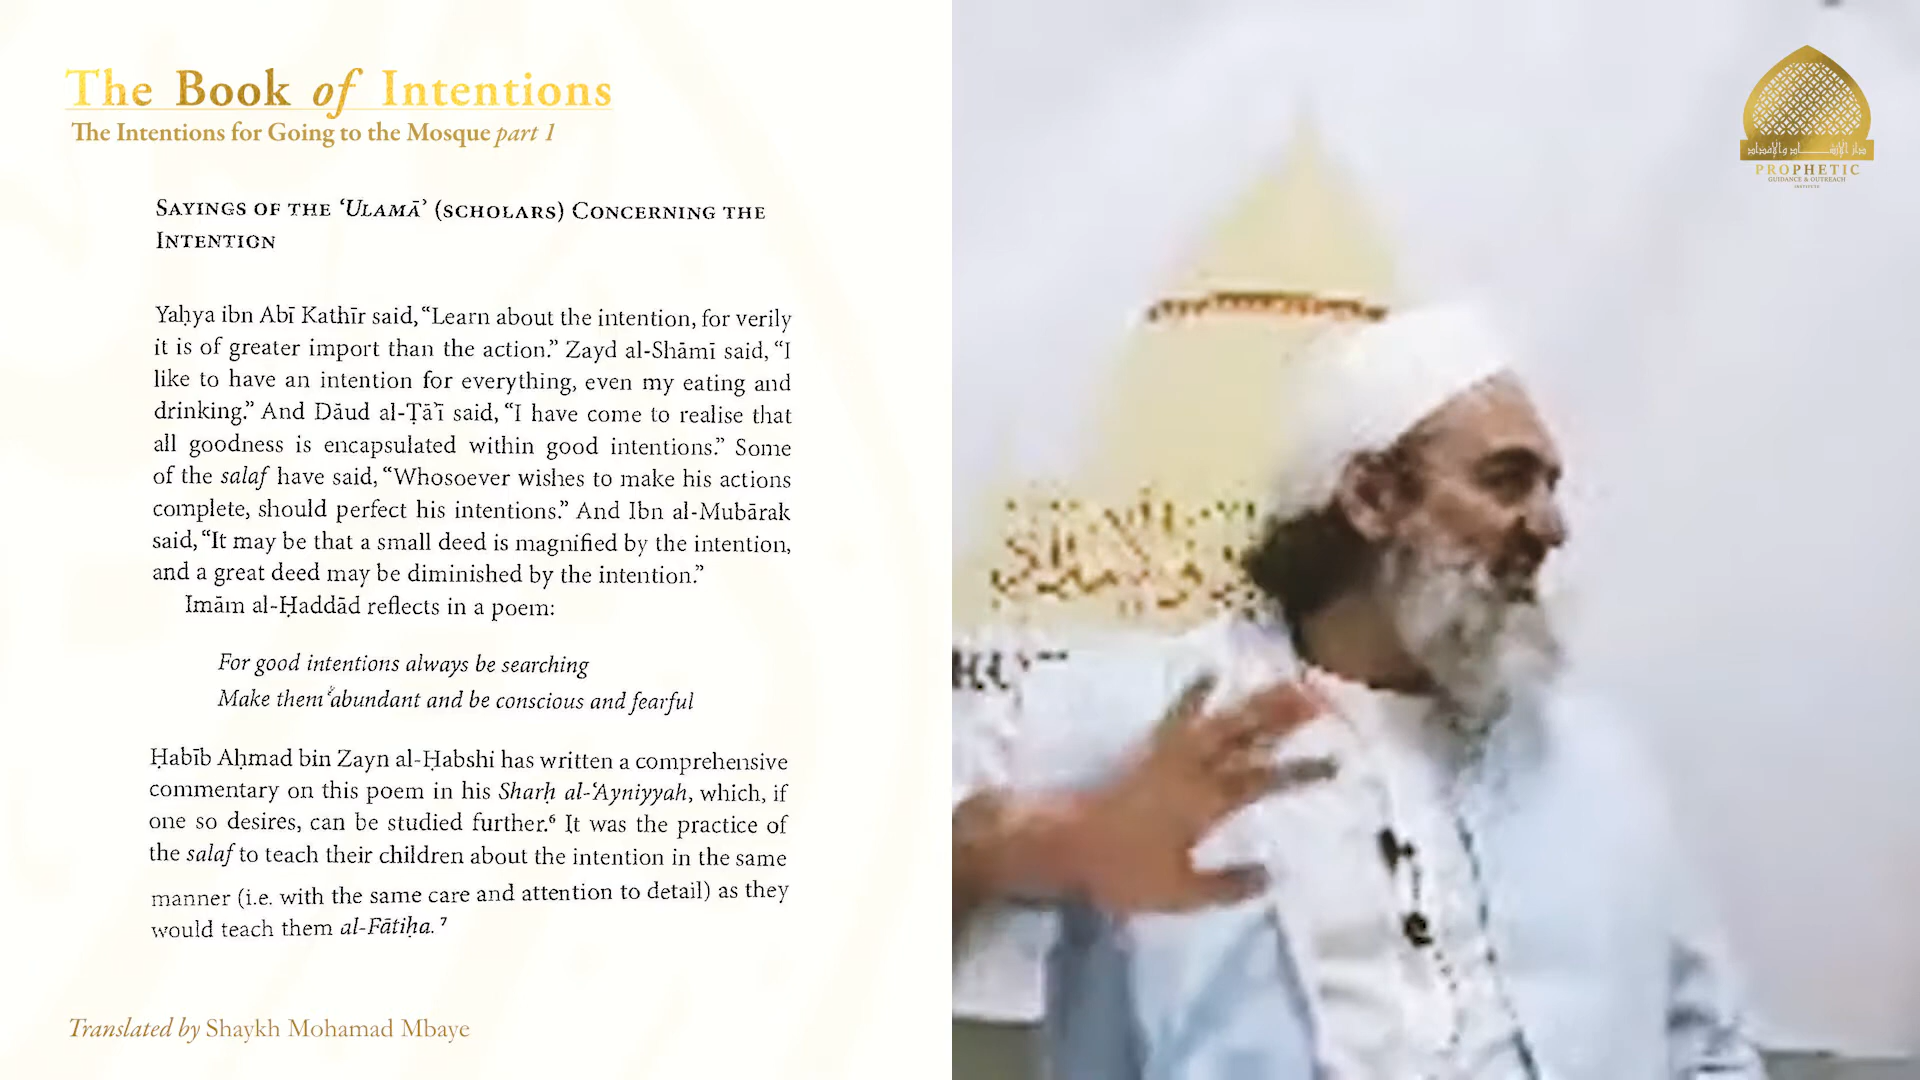 The Book of Intentions
The Intentions for Going to the Mosque part 1
SAYINGS OF THE ʻULAMĀʼ (SCHOLARS) CONCERNING THE
INTENTION
Yaḥya ibn Abī Kathīr said, “Learn about the intention, for verily
it is of greater import than the action.” Zayd al-Shāmī said, “I
like to have an intention for everything, even my eating and
drinking.” And Dāud al-Ṭāʼī said, “I have come to realise that
all goodness is encapsulated within good intentions.” Some
of the salaf have said, “Whosoever wishes to make his actions
complete, should perfect his intentions.” And Ibn al-Mubārak
said, “It may be that a small deed is magnified by the intention,
and a great deed may be diminished by the intention.”
Imām al-Ḥaddād reflects in a poem:
For good intentions always be searching
Make them abundant and be conscious and fearful
Ḥabīb Aḥmad bin Zayn al-Ḥabshi has written a comprehensive
commentary on this poem in his Sharḥ al-ʻAyniyyah, which, if
one so desires, can be studied further.⁶ It was the practice of
the salaf to teach their children about the intention in the same
manner (i.e. with the same care and attention to detail) as they
would teach them al-Fātiḥa.⁷
Translated by Shaykh Mohamad Mbaye
دار الإرشاد والإمداد
PROPHETIC
GUIDANCE & OUTREACH
INSTITUTE